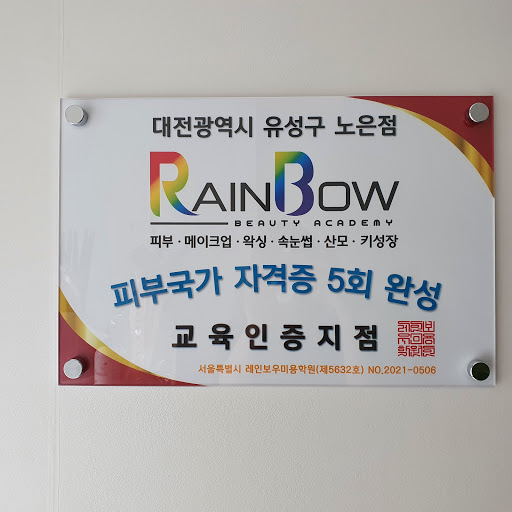 대전광역시 유성구 노은점
RAINBOW
BEAUTY ACADEMY
피부 · 메이크업 · 왁싱 · 속눈썹 · 산모 · 키성장
피부국가 자격증 5회 완성
교육인증지점
서울특별시 레인보우미용학원(제5632호) NO.2021-0506